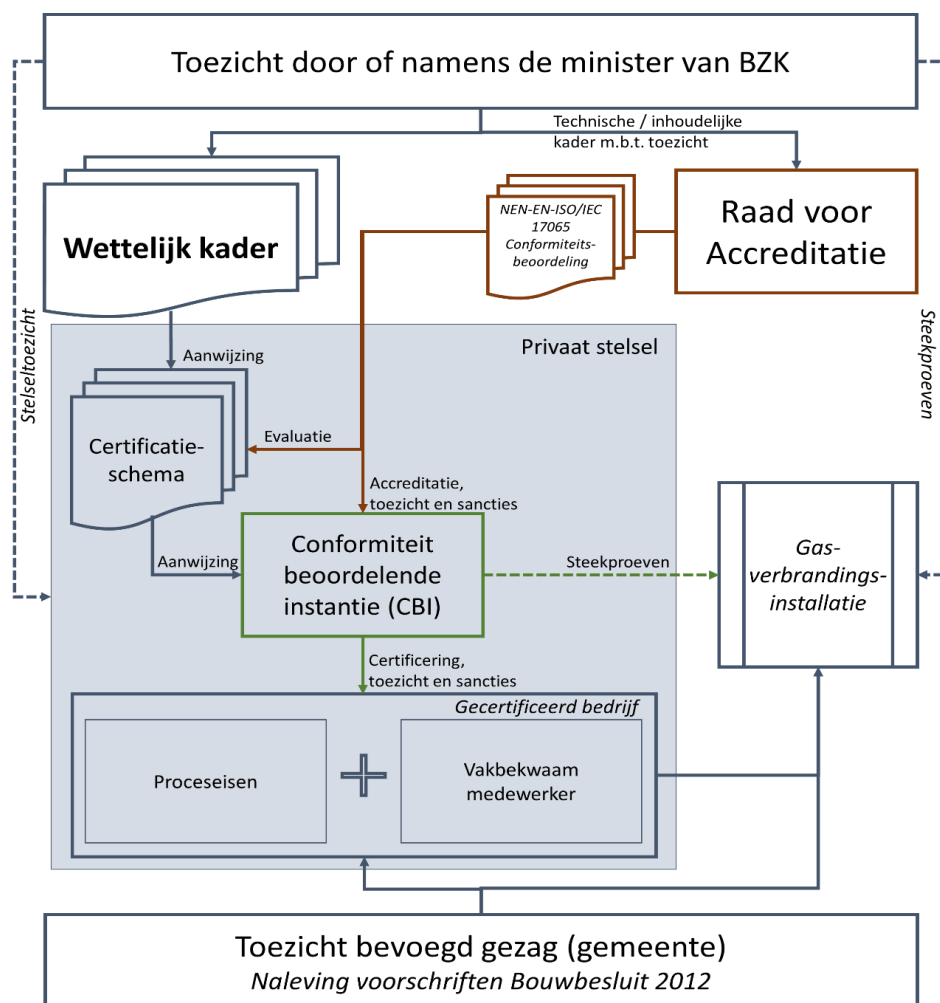 Toezicht door of namens de minister van BZK
Technische / inhoudelijke
kader m.b.t. toezicht
Wettelijk kader
NEN-EN-ISO/IEC
17065
Conformiteits-
beoordeling
Raad voor
Accreditatie
Stelseltoezicht
Steekproeven
Privaat stelsel
Aanwijzing
Certificatie-
schema
Evaluatie
Accreditatie,
toezicht en sancties
Aanwijzing
Conformiteit
beoordelende
instantie (CBI)
Steekproeven
Gas-
verbrandings-
installatie
Certificering,
toezicht en sancties
Gecertificeerd bedrijf
Proceseisen
Vakbekwaam
medewerker
Toezicht bevoegd gezag (gemeente)
Naleving voorschriften Bouwbesluit 2012